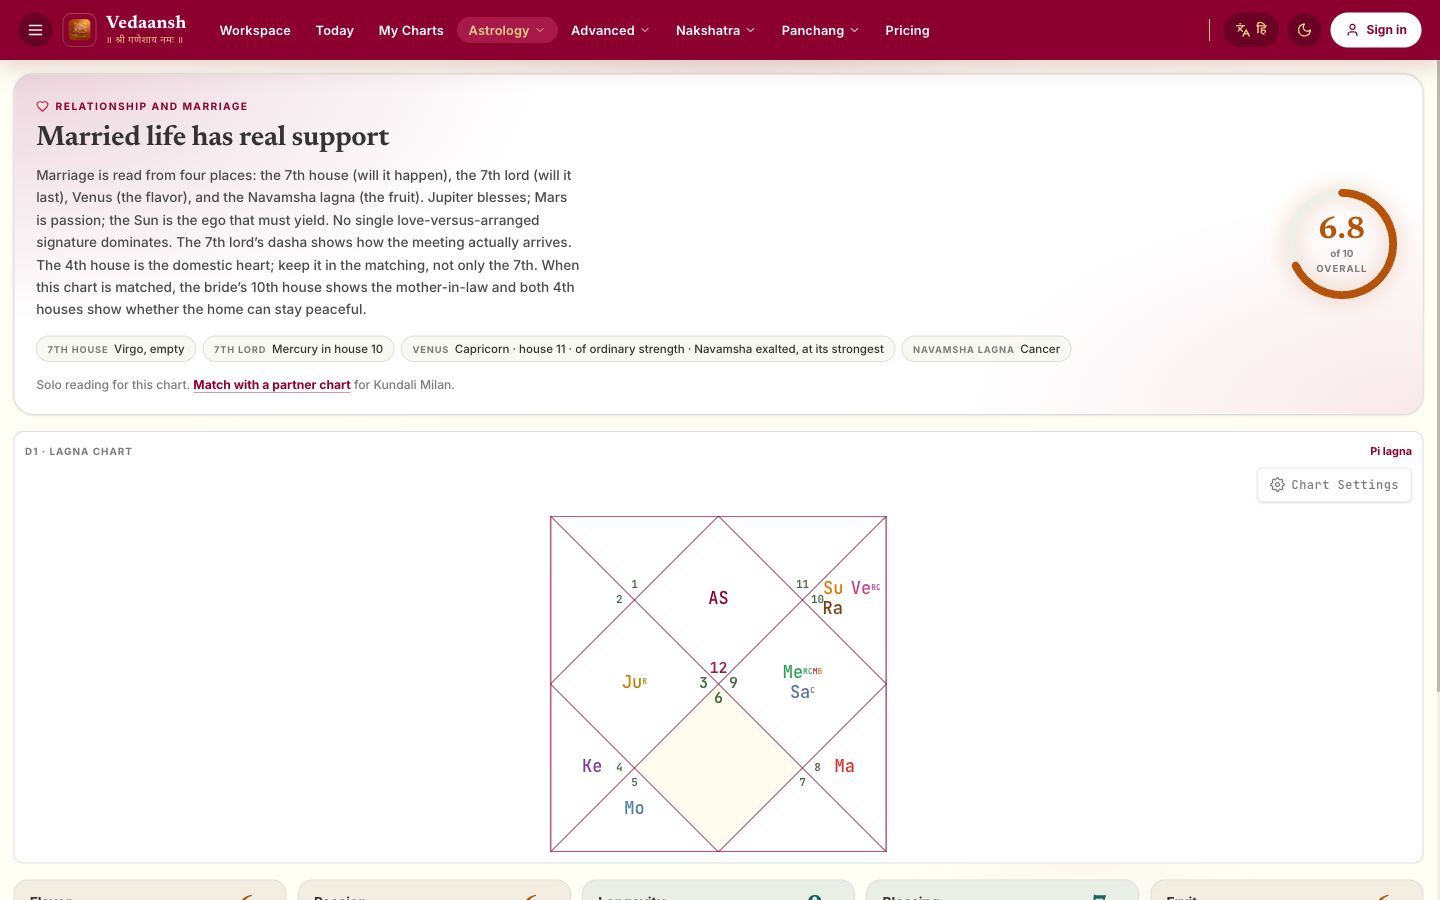 Vedaansh
॥ श्री गणेशाय नमः ॥
Workspace Today My Charts Astrology Advanced Nakshatra Panchang Pricing
हि
Sign in
RELATIONSHIP AND MARRIAGE
Married life has real support
Marriage is read from four places: the 7th house (will it happen), the 7th lord (will it
last), Venus (the flavor), and the Navamsha lagna (the fruit). Jupiter blesses; Mars
is passion; the Sun is the ego that must yield. No single love-versus-arranged
signature dominates. The 7th lord’s dasha shows how the meeting actually arrives.
The 4th house is the domestic heart; keep it in the matching, not only the 7th. When
this chart is matched, the bride’s 10th house shows the mother-in-law and both 4th
houses show whether the home can stay peaceful.
6.8
of 10
OVERALL
7TH HOUSE Virgo, empty
7TH LORD Mercury in house 10
VENUS Capricorn · house 11 · of ordinary strength · Navamsha exalted, at its strongest
NAVAMSHA LAGNA Cancer
Solo reading for this chart. Match with a partner chart for Kundali Milan.
D1 · LAGNA CHART
Pi lagna
Chart Settings
1
2
AS
11
10
Su Ve RC
Ra
Ju R
12
3 9
6
Me RCMB
Sa C
Ke 4
5
Mo
8 Ma
7